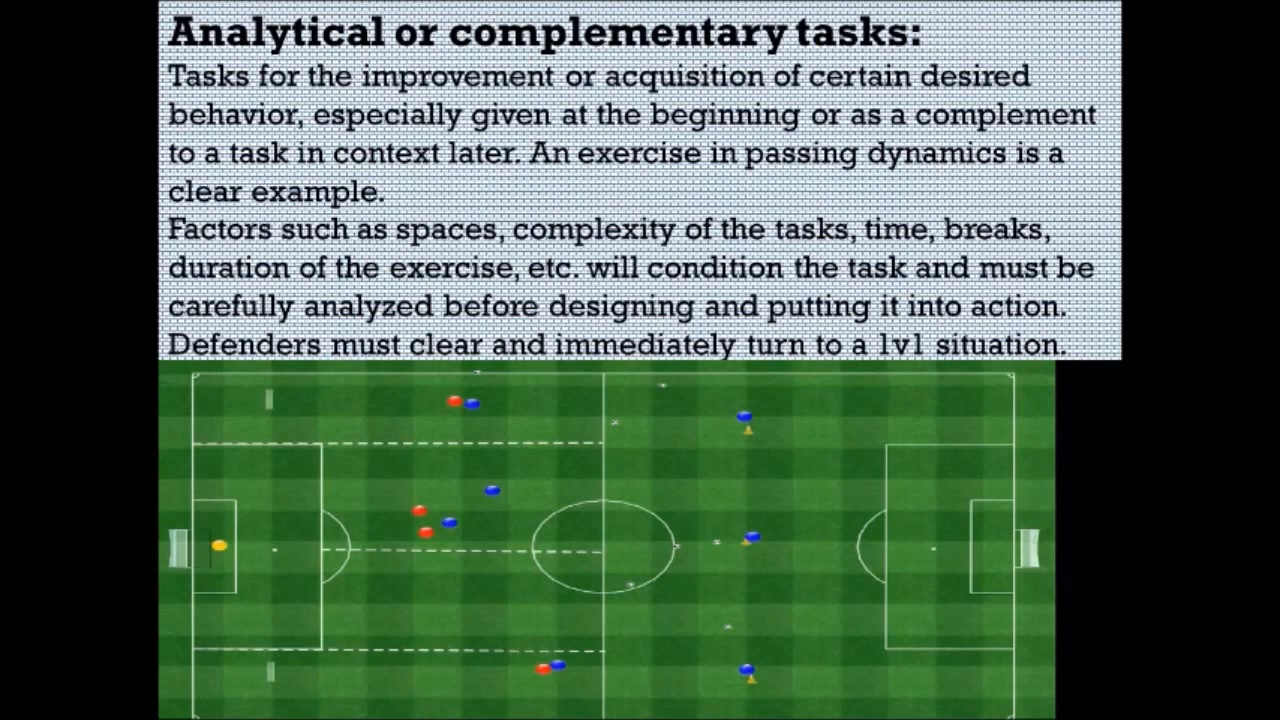 Analytical or complementary tasks:
Tasks for the improvement or acquisition of certain desired
behavior, especially given at the beginning or as a complement
to a task in context later. An exercise in passing dynamics is a
clear example.
Factors such as spaces, complexity of the tasks, time, breaks,
duration of the exercise, etc. will condition the task and must be
carefully analyzed before designing and putting it into action.
Defenders must clear and immediately turn to a 1v1 situation.